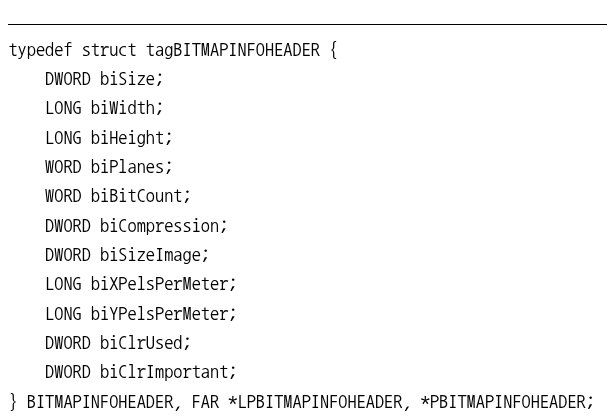 typedef struct tagBITMAPINFOHEADER {
    DWORD biSize;
    LONG biWidth;
    LONG biHeight;
    WORD biPlanes;
    WORD biBitCount;
    DWORD biCompression;
    DWORD biSizeImage;
    LONG biXPelsPerMeter;
    LONG biYPelsPerMeter;
    DWORD biClrUsed;
    DWORD biClrImportant;
} BITMAPINFOHEADER, FAR *LPBITMAPINFOHEADER, *PBITMAPINFOHEADER;